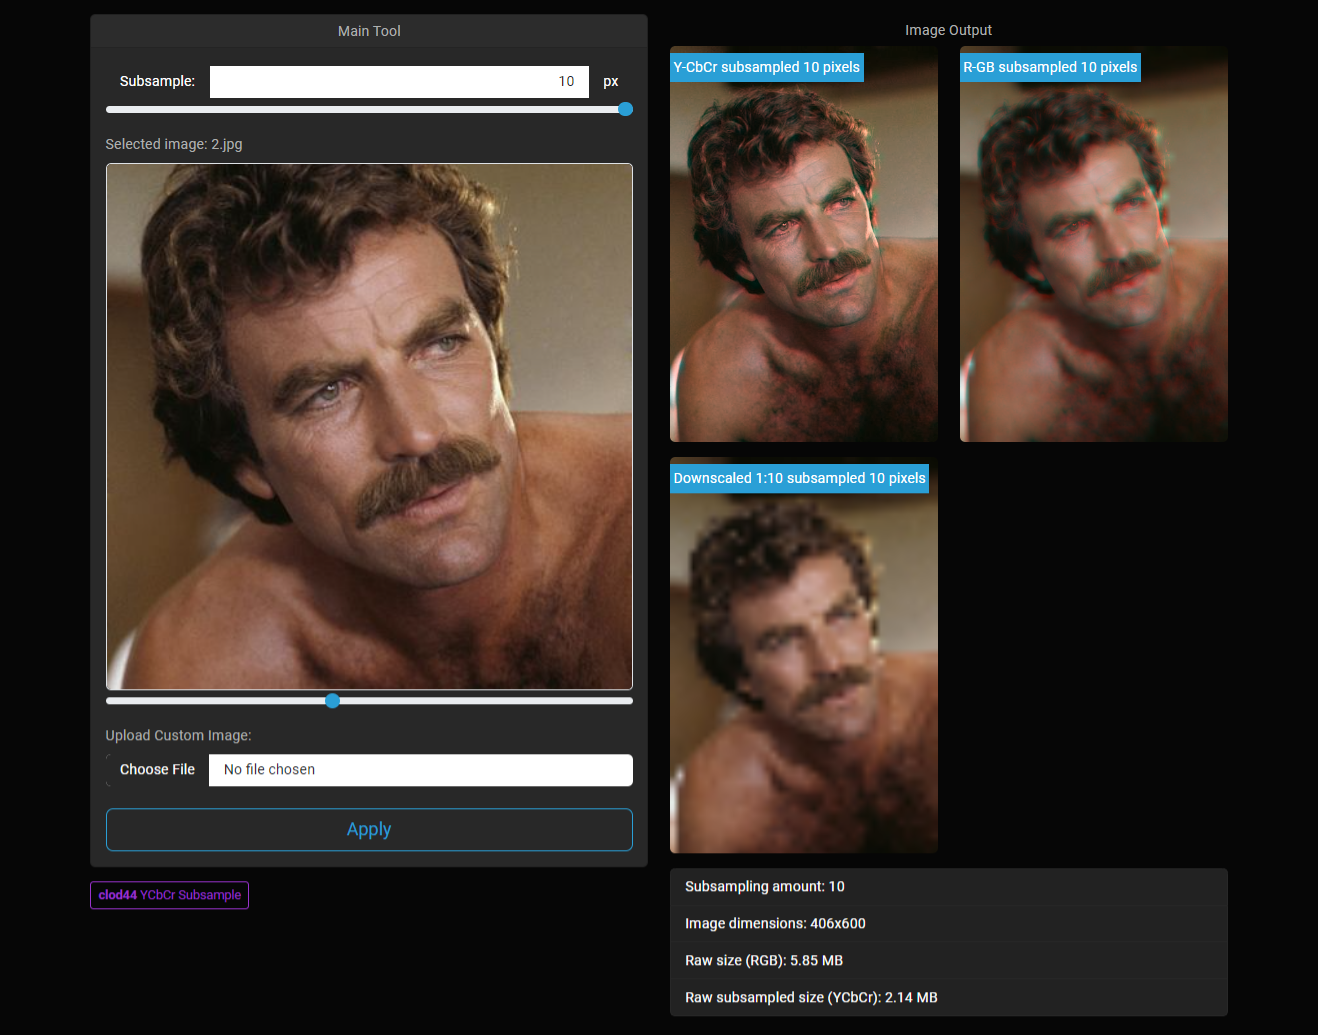 Main Tool
Subsample: 10 px
Selected image: 2.jpg
Upload Custom Image:
Choose File No file chosen
Apply
clod44 YCbCr Subsample
Image Output
Y-CbCr subsampled 10 pixels
R-GB subsampled 10 pixels
Downscaled 1:10 subsampled 10 pixels
Subsampling amount: 10
Image dimensions: 406x600
Raw size (RGB): 5.85 MB
Raw subsampled size (YCbCr): 2.14 MB